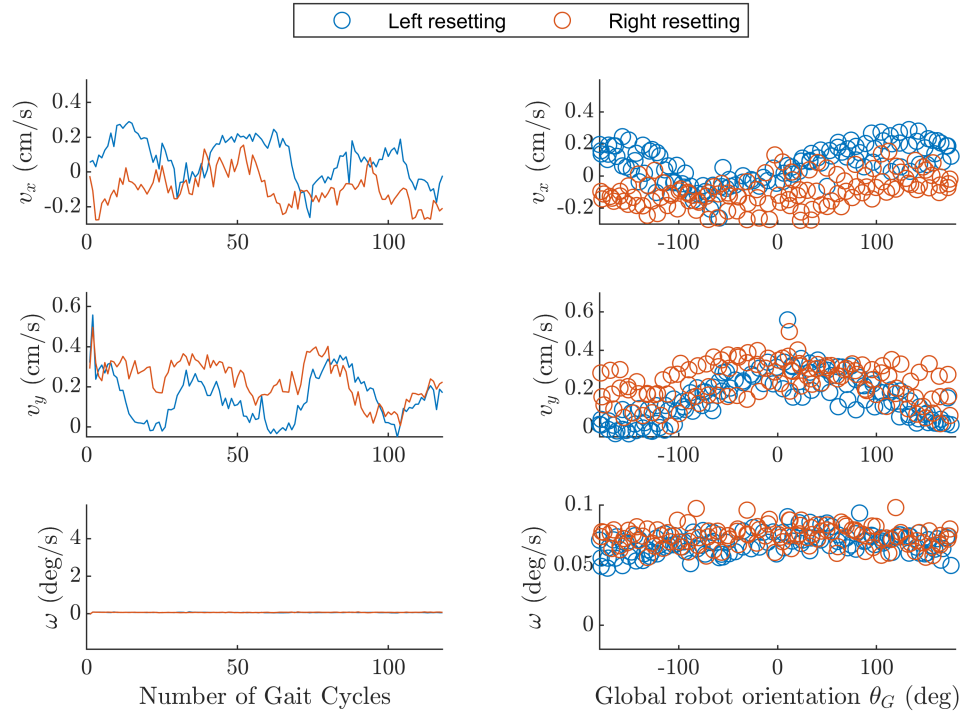 Left resetting Right resetting
0.4
0.2
0
-0.2
v_x (cm/s)
0 50 100
0.4
0.2
0
-0.2
v_x (cm/s)
-100 0 100
0.6
0.4
0.2
0
v_y (cm/s)
0 50 100
0.6
0.4
0.2
0
v_y (cm/s)
-100 0 100
4
2
0
ω (deg/s)
0 50 100
Number of Gait Cycles
0.1
0.05
0
ω (deg/s)
-100 0 100
Global robot orientation θ_G (deg)